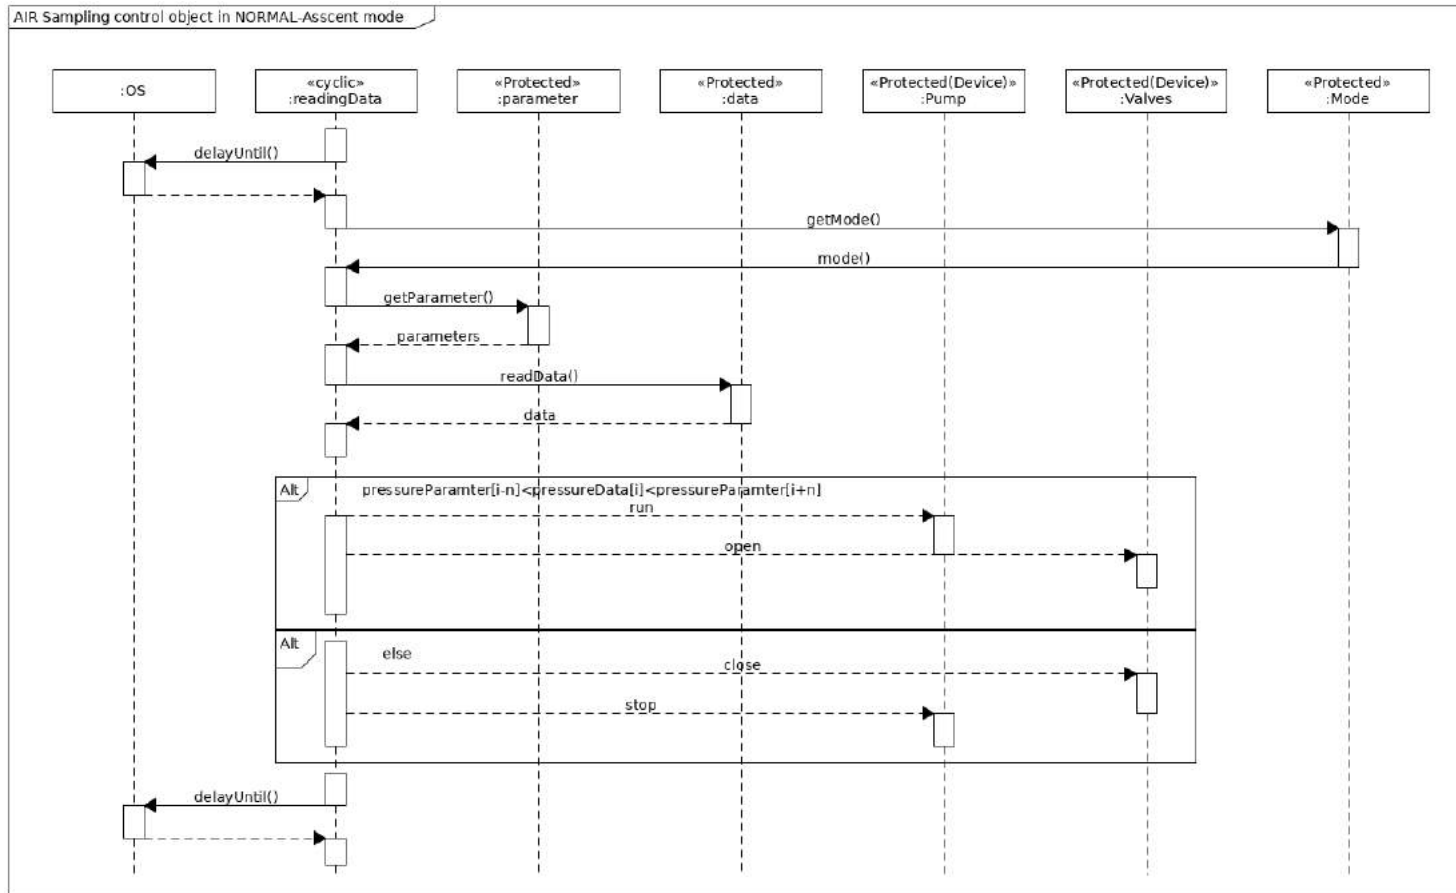 AIR Sampling control object in NORMAL-Asscent mode
:OS
«cyclic»
:readingData
«Protected»
:parameter
«Protected»
:data
«Protected(Device)»
:Pump
«Protected(Device)»
:Valves
«Protected»
:Mode
delayUntil()
getMode()
mode()
getParameter()
parameters
readData()
data
Alt
pressureParamter[i-n]<pressureData[i]<pressureParamter[i+n]
run
open
Alt
else
close
stop
delayUntil()